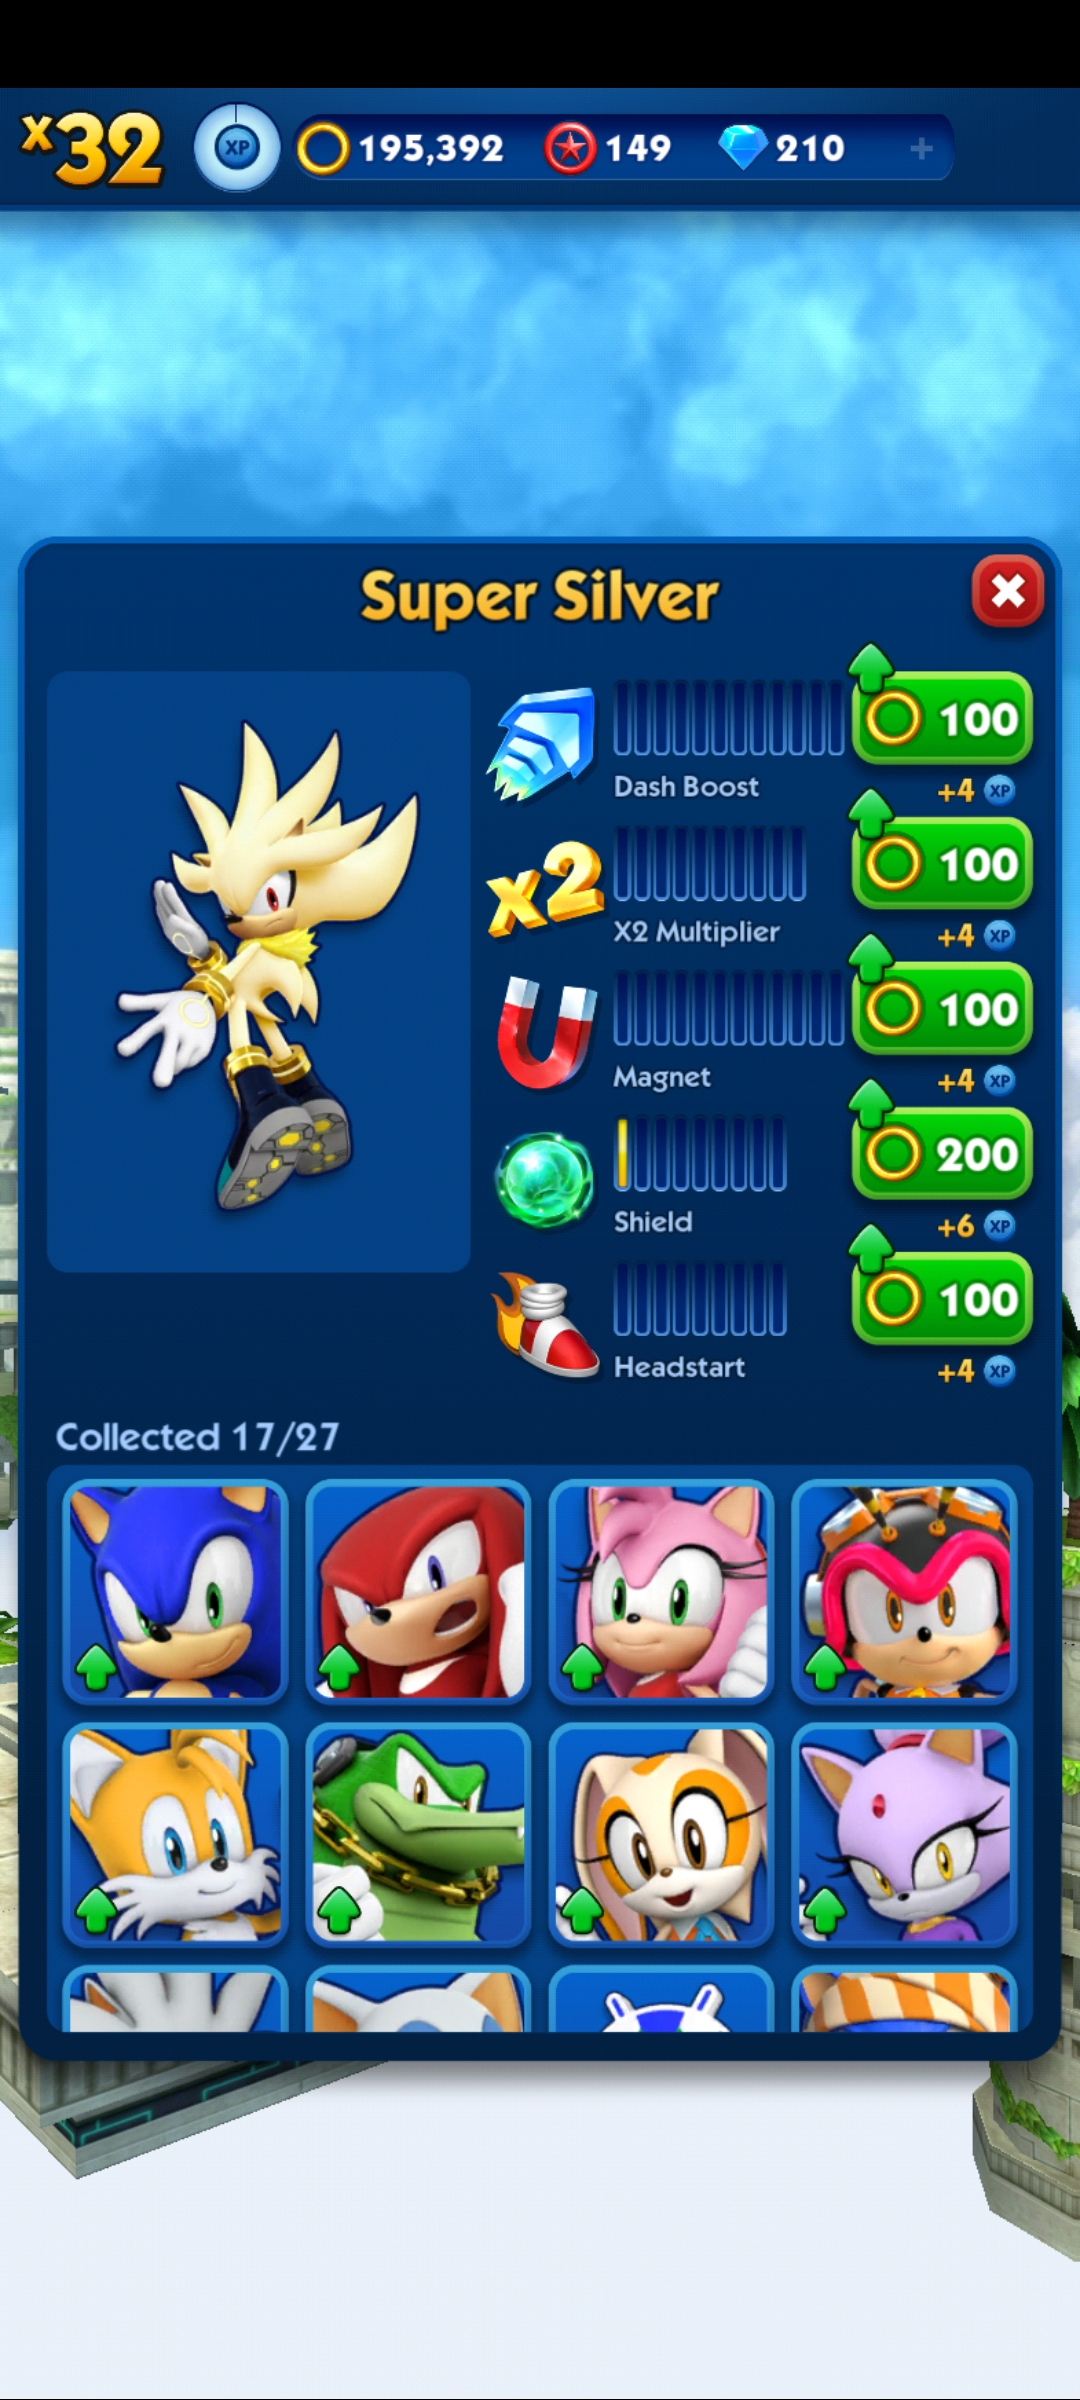 x32 XP 195,392 149 210 +
Super Silver
100
Dash Boost
+4 XP
x2
100
X2 Multiplier
+4 XP
100
Magnet
+4 XP
200
Shield
+6 XP
100
Headstart
+4 XP
Collected 17/27